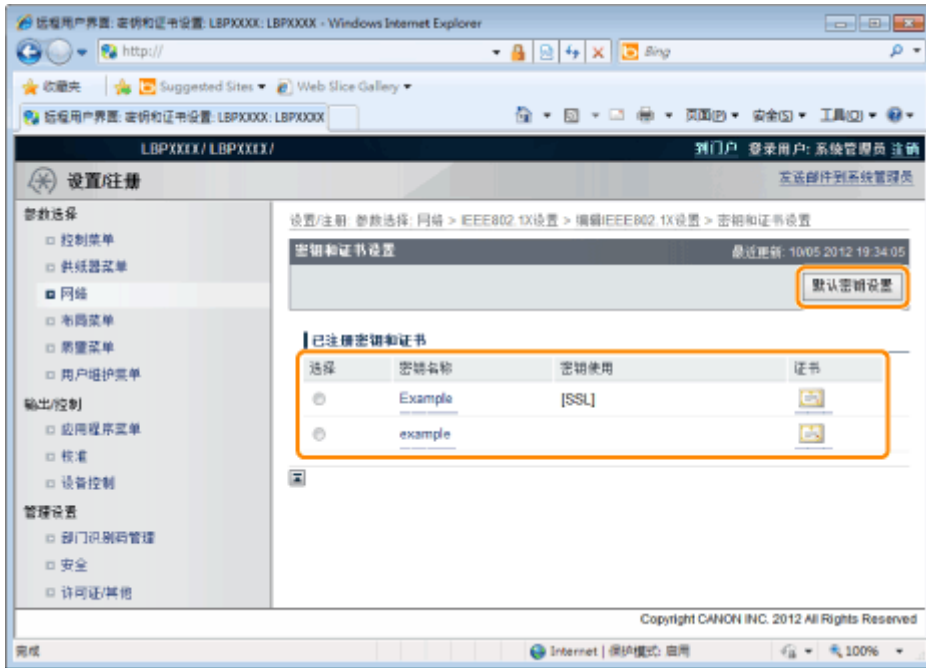 远程用户界面: 密钥和证书设置: LBPXXXX: LBPXXXX - Windows Internet Explorer
http://
Bing
收藏夹 Suggested Sites Web Slice Gallery
远程用户界面: 密钥和证书设置: LBPXXXX: LBPXXXX
页面(P) 安全(S) 工具(O)
LBPXXXX/ LBPXXXX/
到门户 登录用户: 系统管理员 注销
设置/注册
发送邮件到系统管理员
参数选择
控制菜单
供纸器菜单
网络
布局菜单
质量菜单
用户维护菜单
输出/控制
应用程序菜单
校准
设备控制
管理设置
部门识别码管理
安全
许可证/其他
设置/注册: 参数选择: 网络 > IEEE802.1X设置 > 编辑IEEE802.1X设置 > 密钥和证书设置
密钥和证书设置
最近更新: 10/05 2012 19:34:05
默认密钥设置
已注册密钥和证书
选择 密钥名称 密钥使用 证书
Example [SSL]
example
Copyright CANON INC. 2012 All Rights Reserved
完成
Internet | 保护模式: 启用
100%